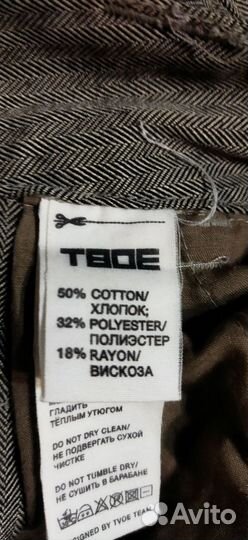 ТВОЕ
50% COTTON/
ХЛОПОК;
32% POLYESTER/
ПОЛИЭСТЕР
18% RAYON/
ВИСКОЗА
ГЛАДИТЬ
ТЁПЛЫМ УТЮГОМ
DO NOT DRY CLEAN/
НЕ ПОДВЕРГАТЬ СУХОЙ
ЧИСТКЕ
DO NOT TUMBLE DRY/
НЕ СУШИТЬ В БАРАБАНЕ
SIGNED BY TVOE TEAM
Avito